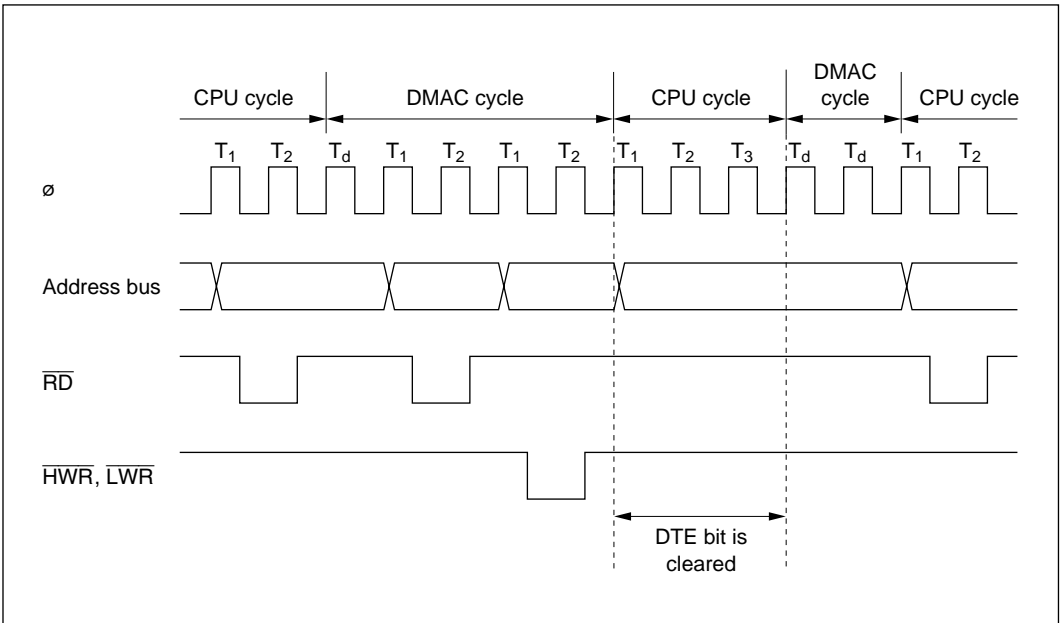 DMAC
CPU cycle DMAC cycle CPU cycle cycle CPU cycle
T1 T2 Td T1 T2 T1 T2 T1 T2 T3 Td Td T1 T2
ø
Address bus
RD
HWR, LWR
DTE bit is
cleared